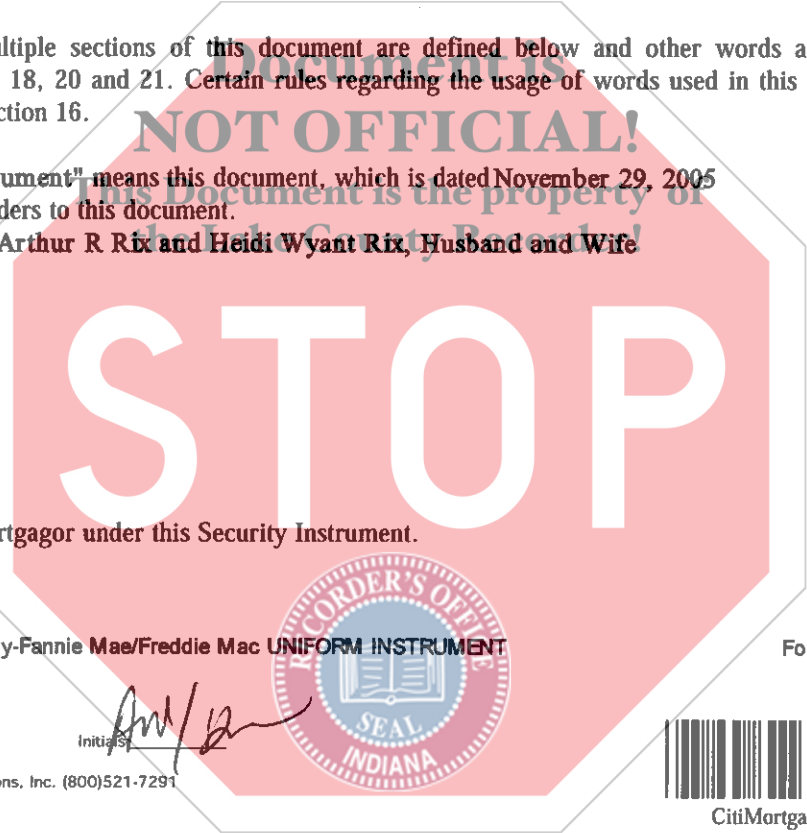 ultiple sections of this document are defined below and other words a
Document is
18, 20 and 21. Certain rules regarding the usage of words used in this
ction 16.
NOT OFFICIAL!
ument" means this document, which is dated November 29, 2005
This Document is the property of
ders to this document.
Arthur R Rix and Heidi Wyant Rix, Husband and Wife
the Lake County Recorder!
STOP
rtgagor under this Security Instrument.
RECORDER'S OFFICE
y-Fannie Mae/Freddie Mac UNIFORM INSTRUMENT
Fo
SEAL
Initials:
INDIANA
ons, Inc. (800)521-7291
CitiMortga